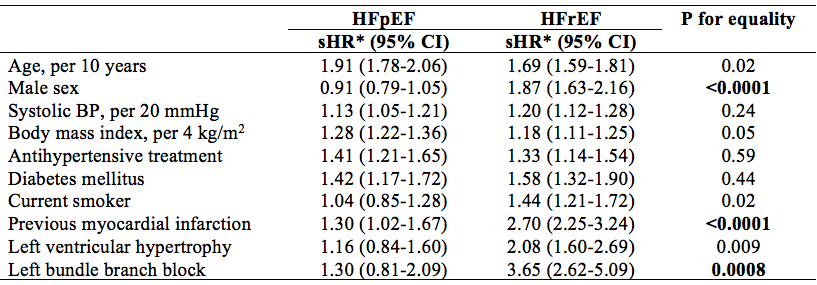 HFpEF HFrEF P for equality
sHR* (95% CI) sHR* (95% CI)
Age, per 10 years 1.91 (1.78-2.06) 1.69 (1.59-1.81) 0.02
Male sex 0.91 (0.79-1.05) 1.87 (1.63-2.16) <0.0001
Systolic BP, per 20 mmHg 1.13 (1.05-1.21) 1.20 (1.12-1.28) 0.24
Body mass index, per 4 kg/m² 1.28 (1.22-1.36) 1.18 (1.11-1.25) 0.05
Antihypertensive treatment 1.41 (1.21-1.65) 1.33 (1.14-1.54) 0.59
Diabetes mellitus 1.42 (1.17-1.72) 1.58 (1.32-1.90) 0.44
Current smoker 1.04 (0.85-1.28) 1.44 (1.21-1.72) 0.02
Previous myocardial infarction 1.30 (1.02-1.67) 2.70 (2.25-3.24) <0.0001
Left ventricular hypertrophy 1.16 (0.84-1.60) 2.08 (1.60-2.69) 0.009
Left bundle branch block 1.30 (0.81-2.09) 3.65 (2.62-5.09) 0.0008